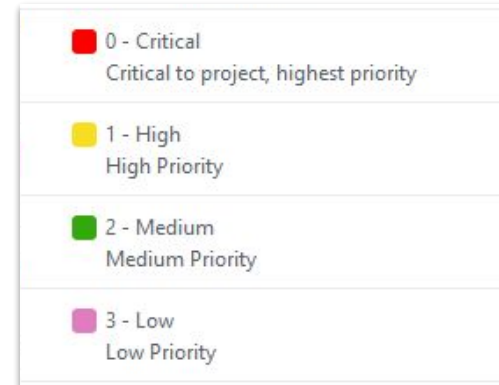 0 - Critical
Critical to project, highest priority
1 - High
High Priority
2 - Medium
Medium Priority
3 - Low
Low Priority